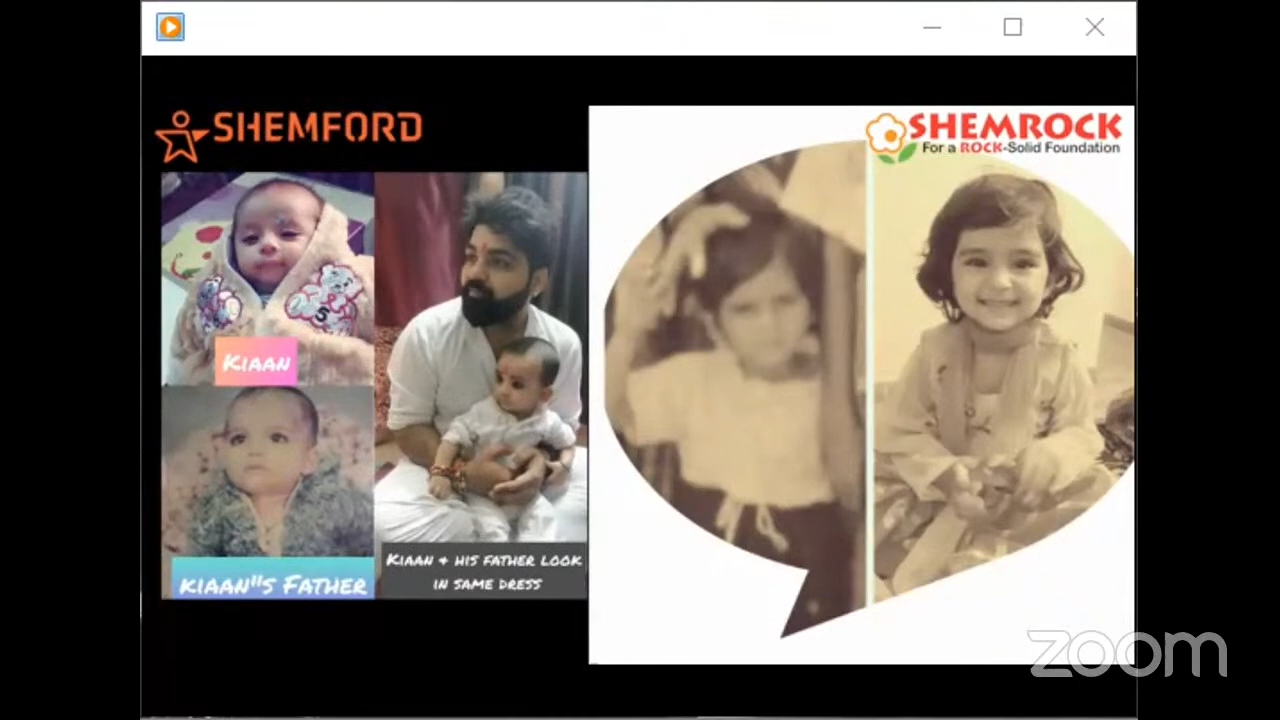 SHEMFORD
KIAAN
KIAAN"S FATHER
KIAAN & HIS FATHER LOOK
IN SAME DRESS
SHEMROCK
For a ROCK-Solid Foundation
zoom